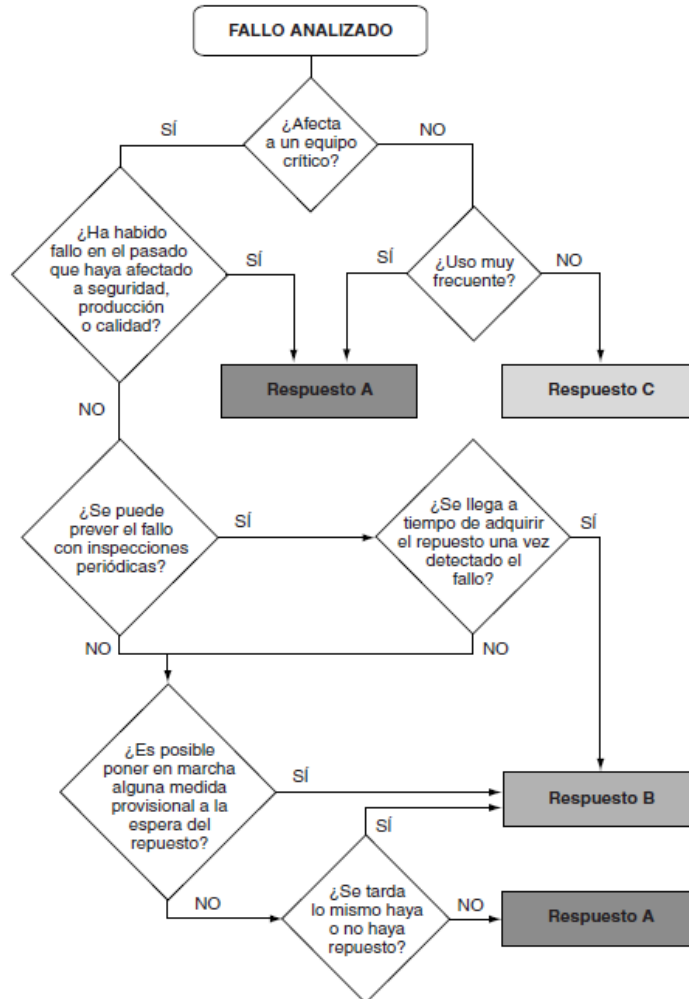 FALLO ANALIZADO
¿Afecta
a un equipo
crítico?
SÍ
NO
¿Ha habido
fallo en el pasado
que haya afectado
a seguridad,
producción
o calidad?
SÍ
SÍ
¿Uso muy
frecuente?
NO
Respuesto A
Respuesto C
NO
¿Se puede
prever el fallo
con inspecciones
periódicas?
SÍ
¿Se llega a
tiempo de adquirir
el repuesto una vez
detectado el
fallo?
SÍ
NO
NO
¿Es posible
poner en marcha
alguna medida
provisional a la
espera del
repuesto?
SÍ
Respuesto B
SÍ
NO
¿Se tarda
lo mismo haya
o no haya
repuesto?
NO
Respuesto A